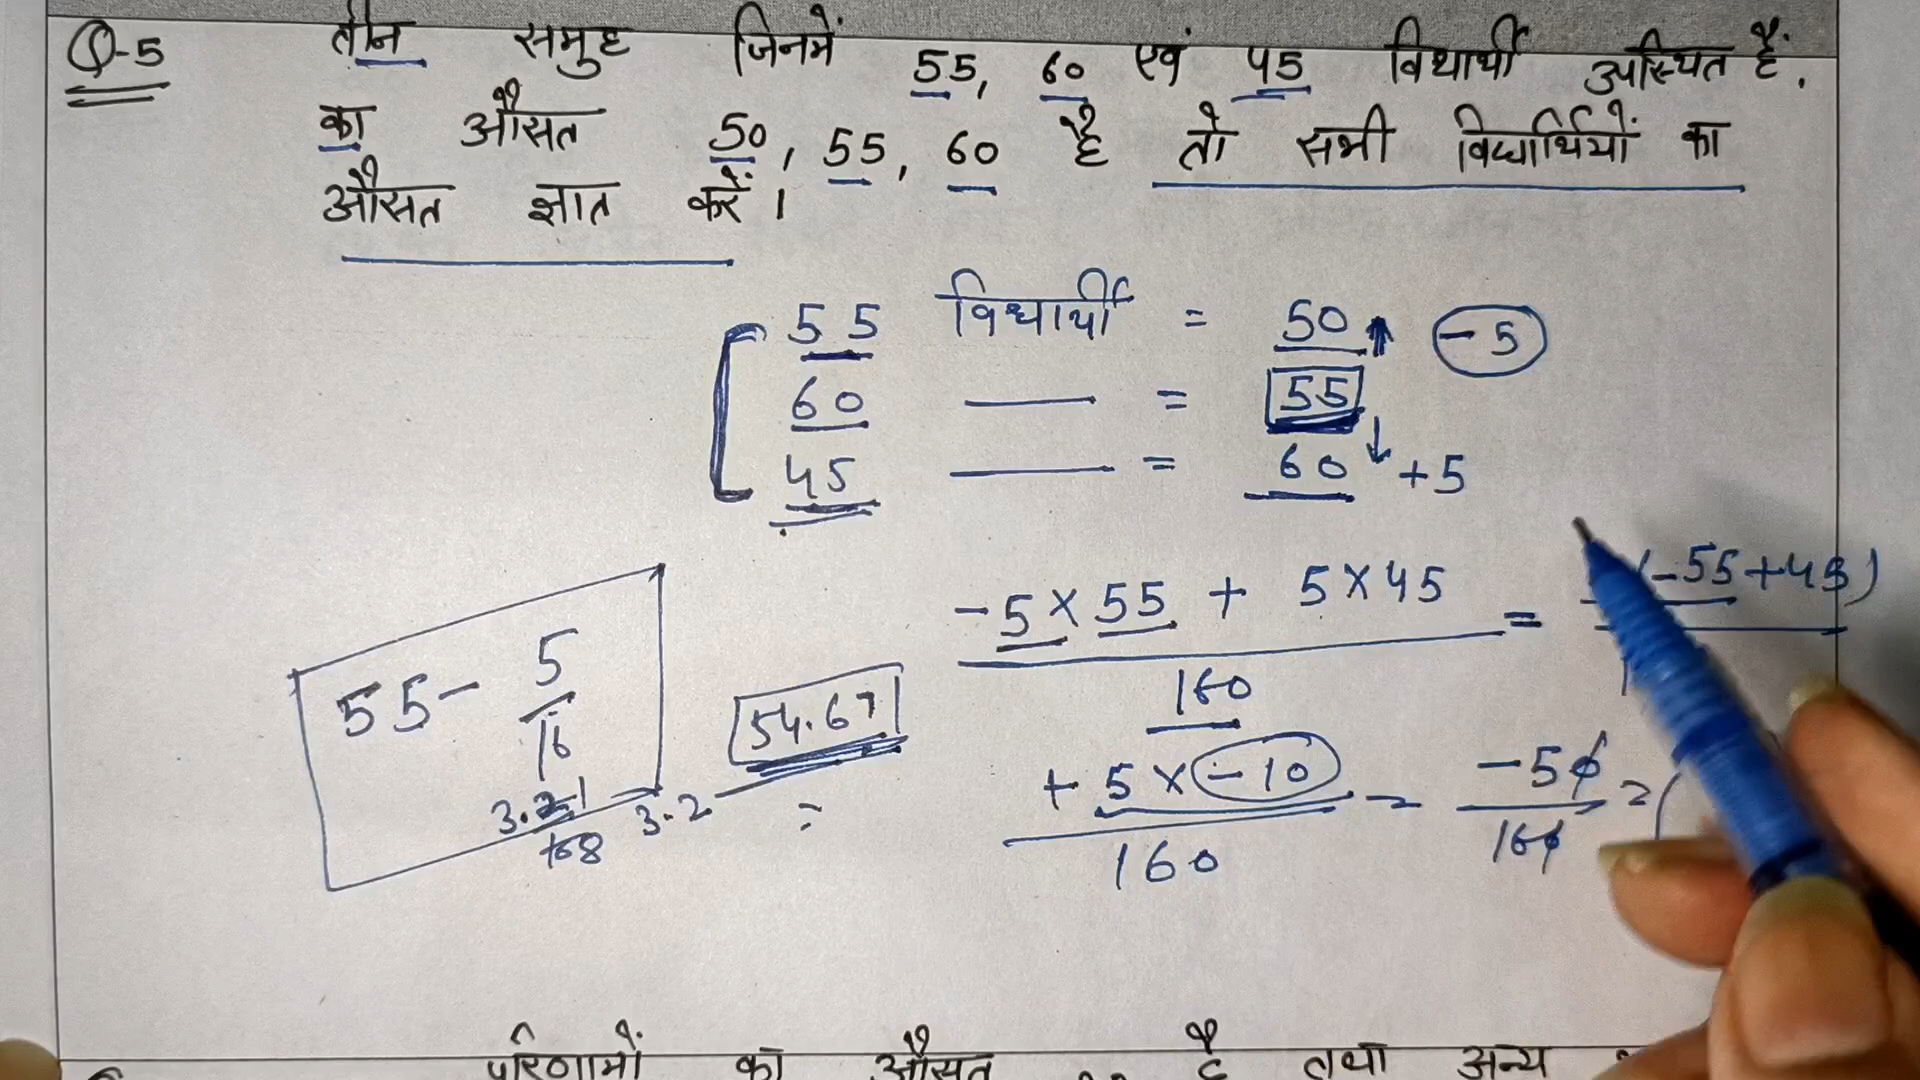 Q-5 तीन समुह जिनमें 55, 60 एवं 45 विधार्थी उपस्थित हैं.
का औसत 50, 55, 60 है तो सभी विद्यार्थियों का
औसत ज्ञात करें।
55 विधार्थी = 50 -5
60 — = 55
45 — = 60 +5
-5 × 55 + 5 × 45 = (-55+45)
160
55 - 5
16
54.67
+ 5 × -10 = -50 =
160 160
3.2
परिणामों का औसत है तथा अन्य